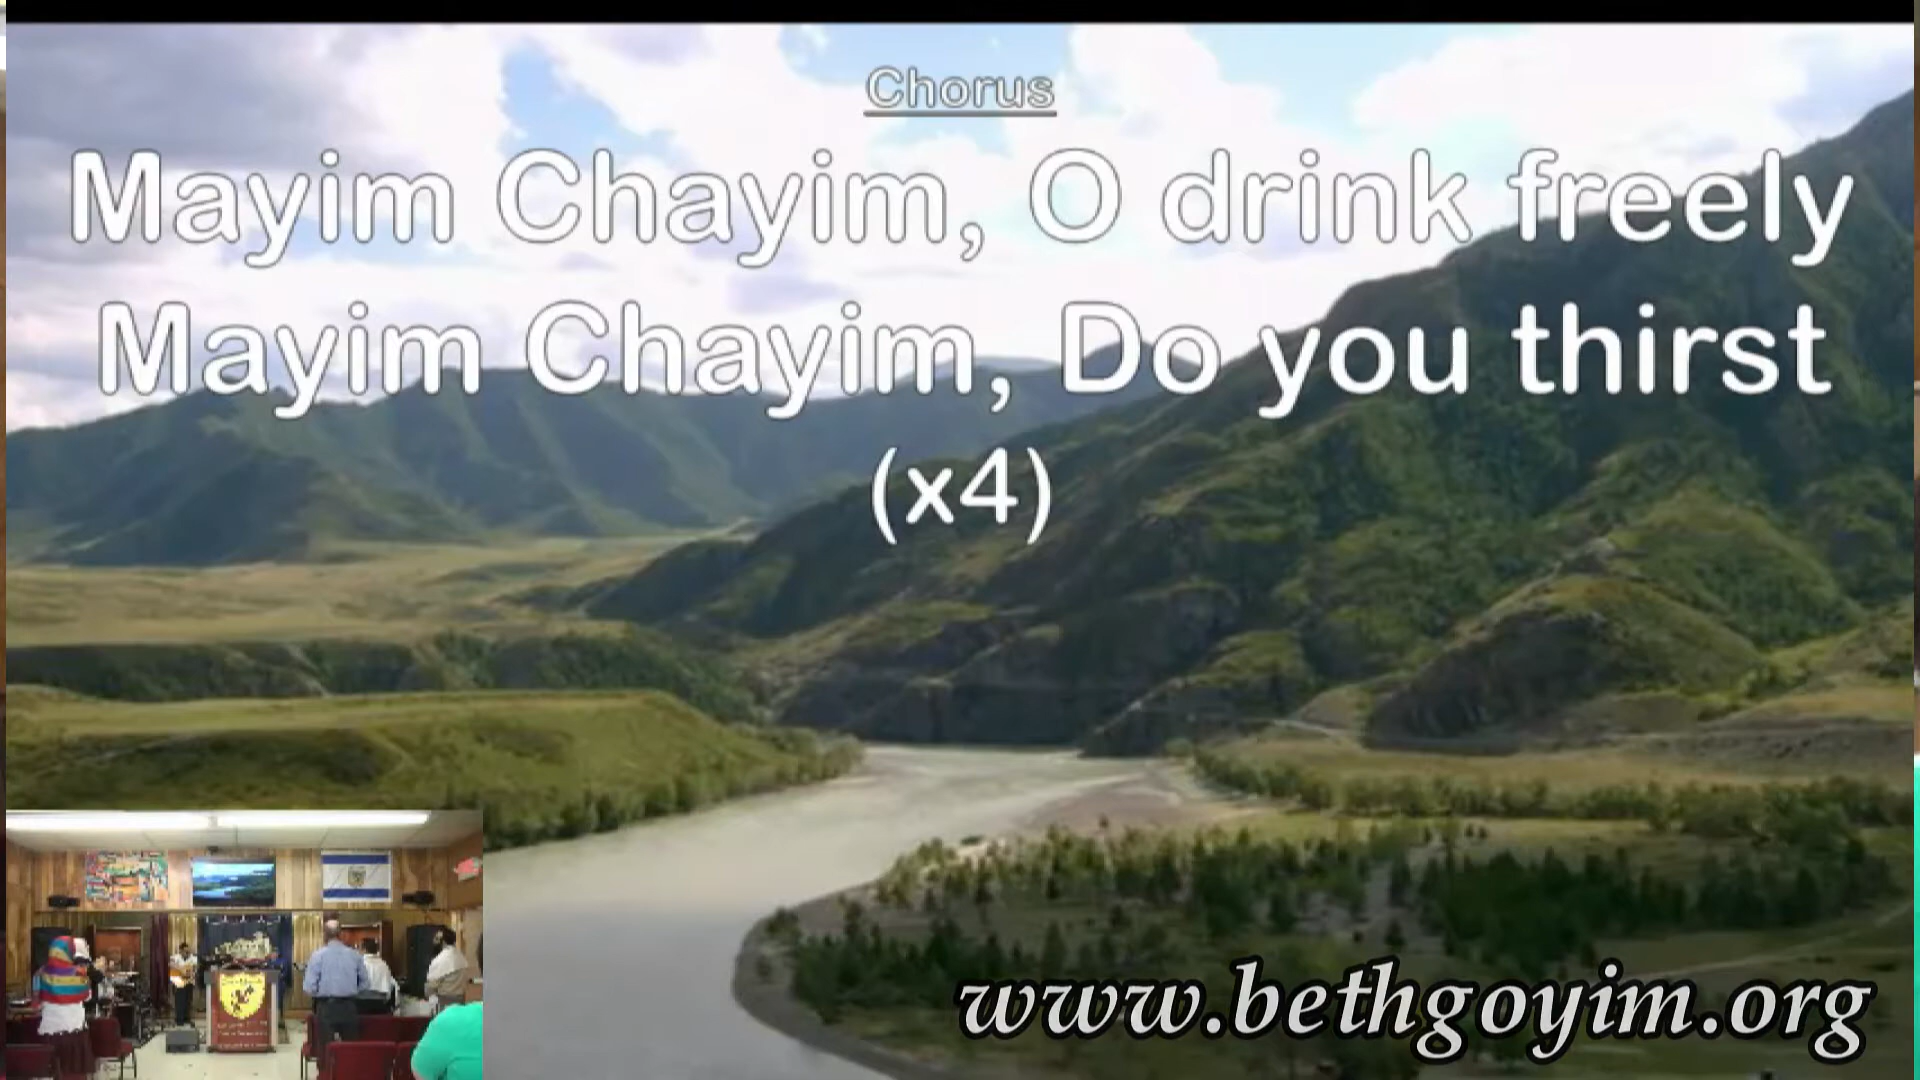 Chorus
Mayim Chayim, O drink freely
Mayim Chayim, Do you thirst
(x4)
www.bethgoyim.org